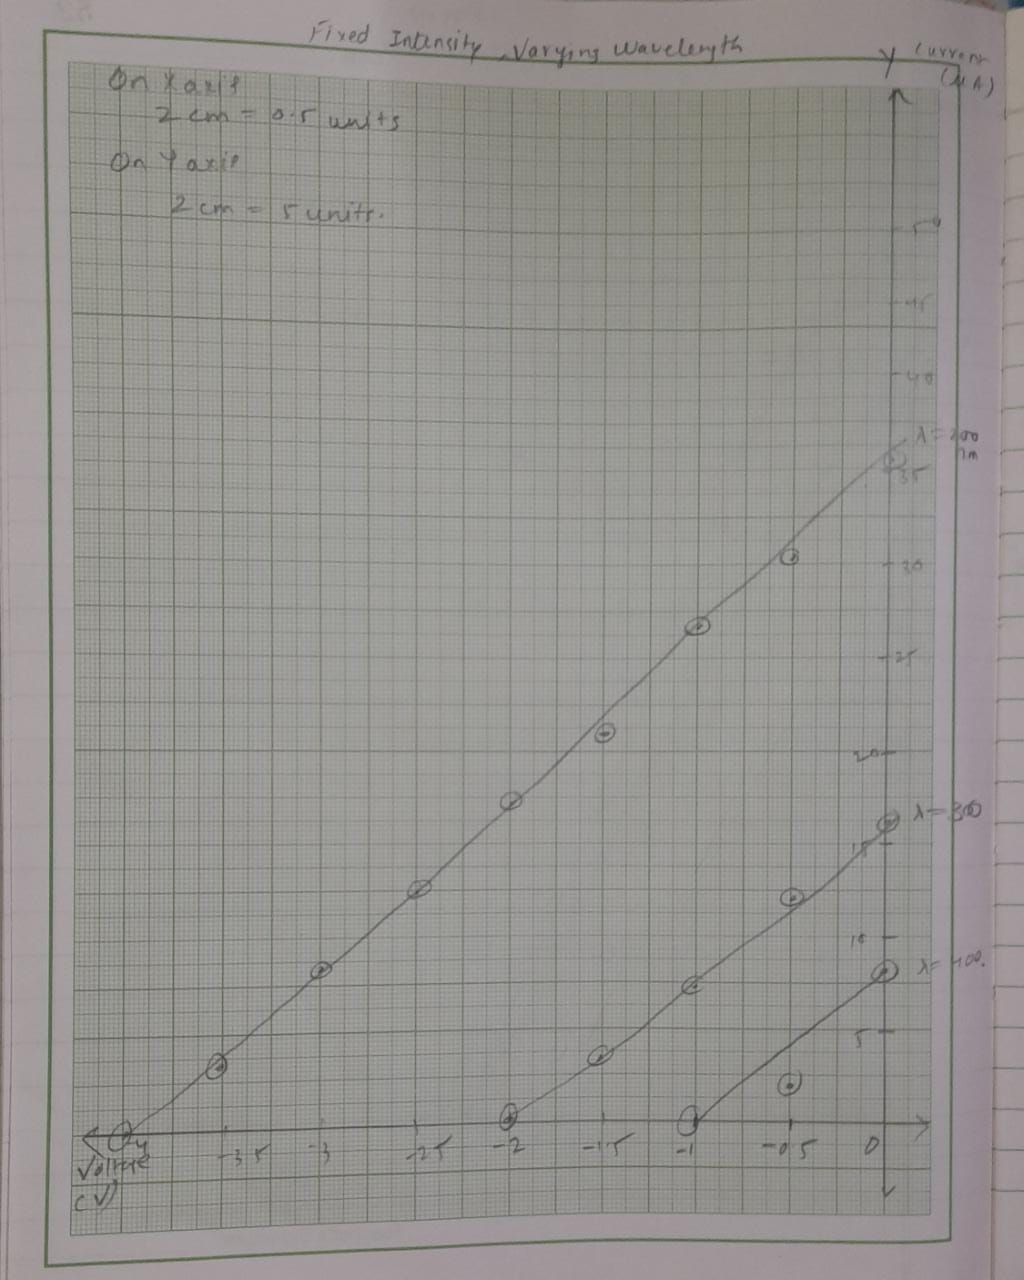 Fixed Intensity, Varying Wavelength
Y Current
(μA)
On X axis
2 cm = 0.5 units
On Y axis
2 cm = 5 units.
45
40
λ = 200
nm
35
30
25
20
λ = 300
15
10
λ = 400.
5
-4 -3.5 -3 -2.5 -2 -1.5 -1 -0.5 0
Voltage
(V)